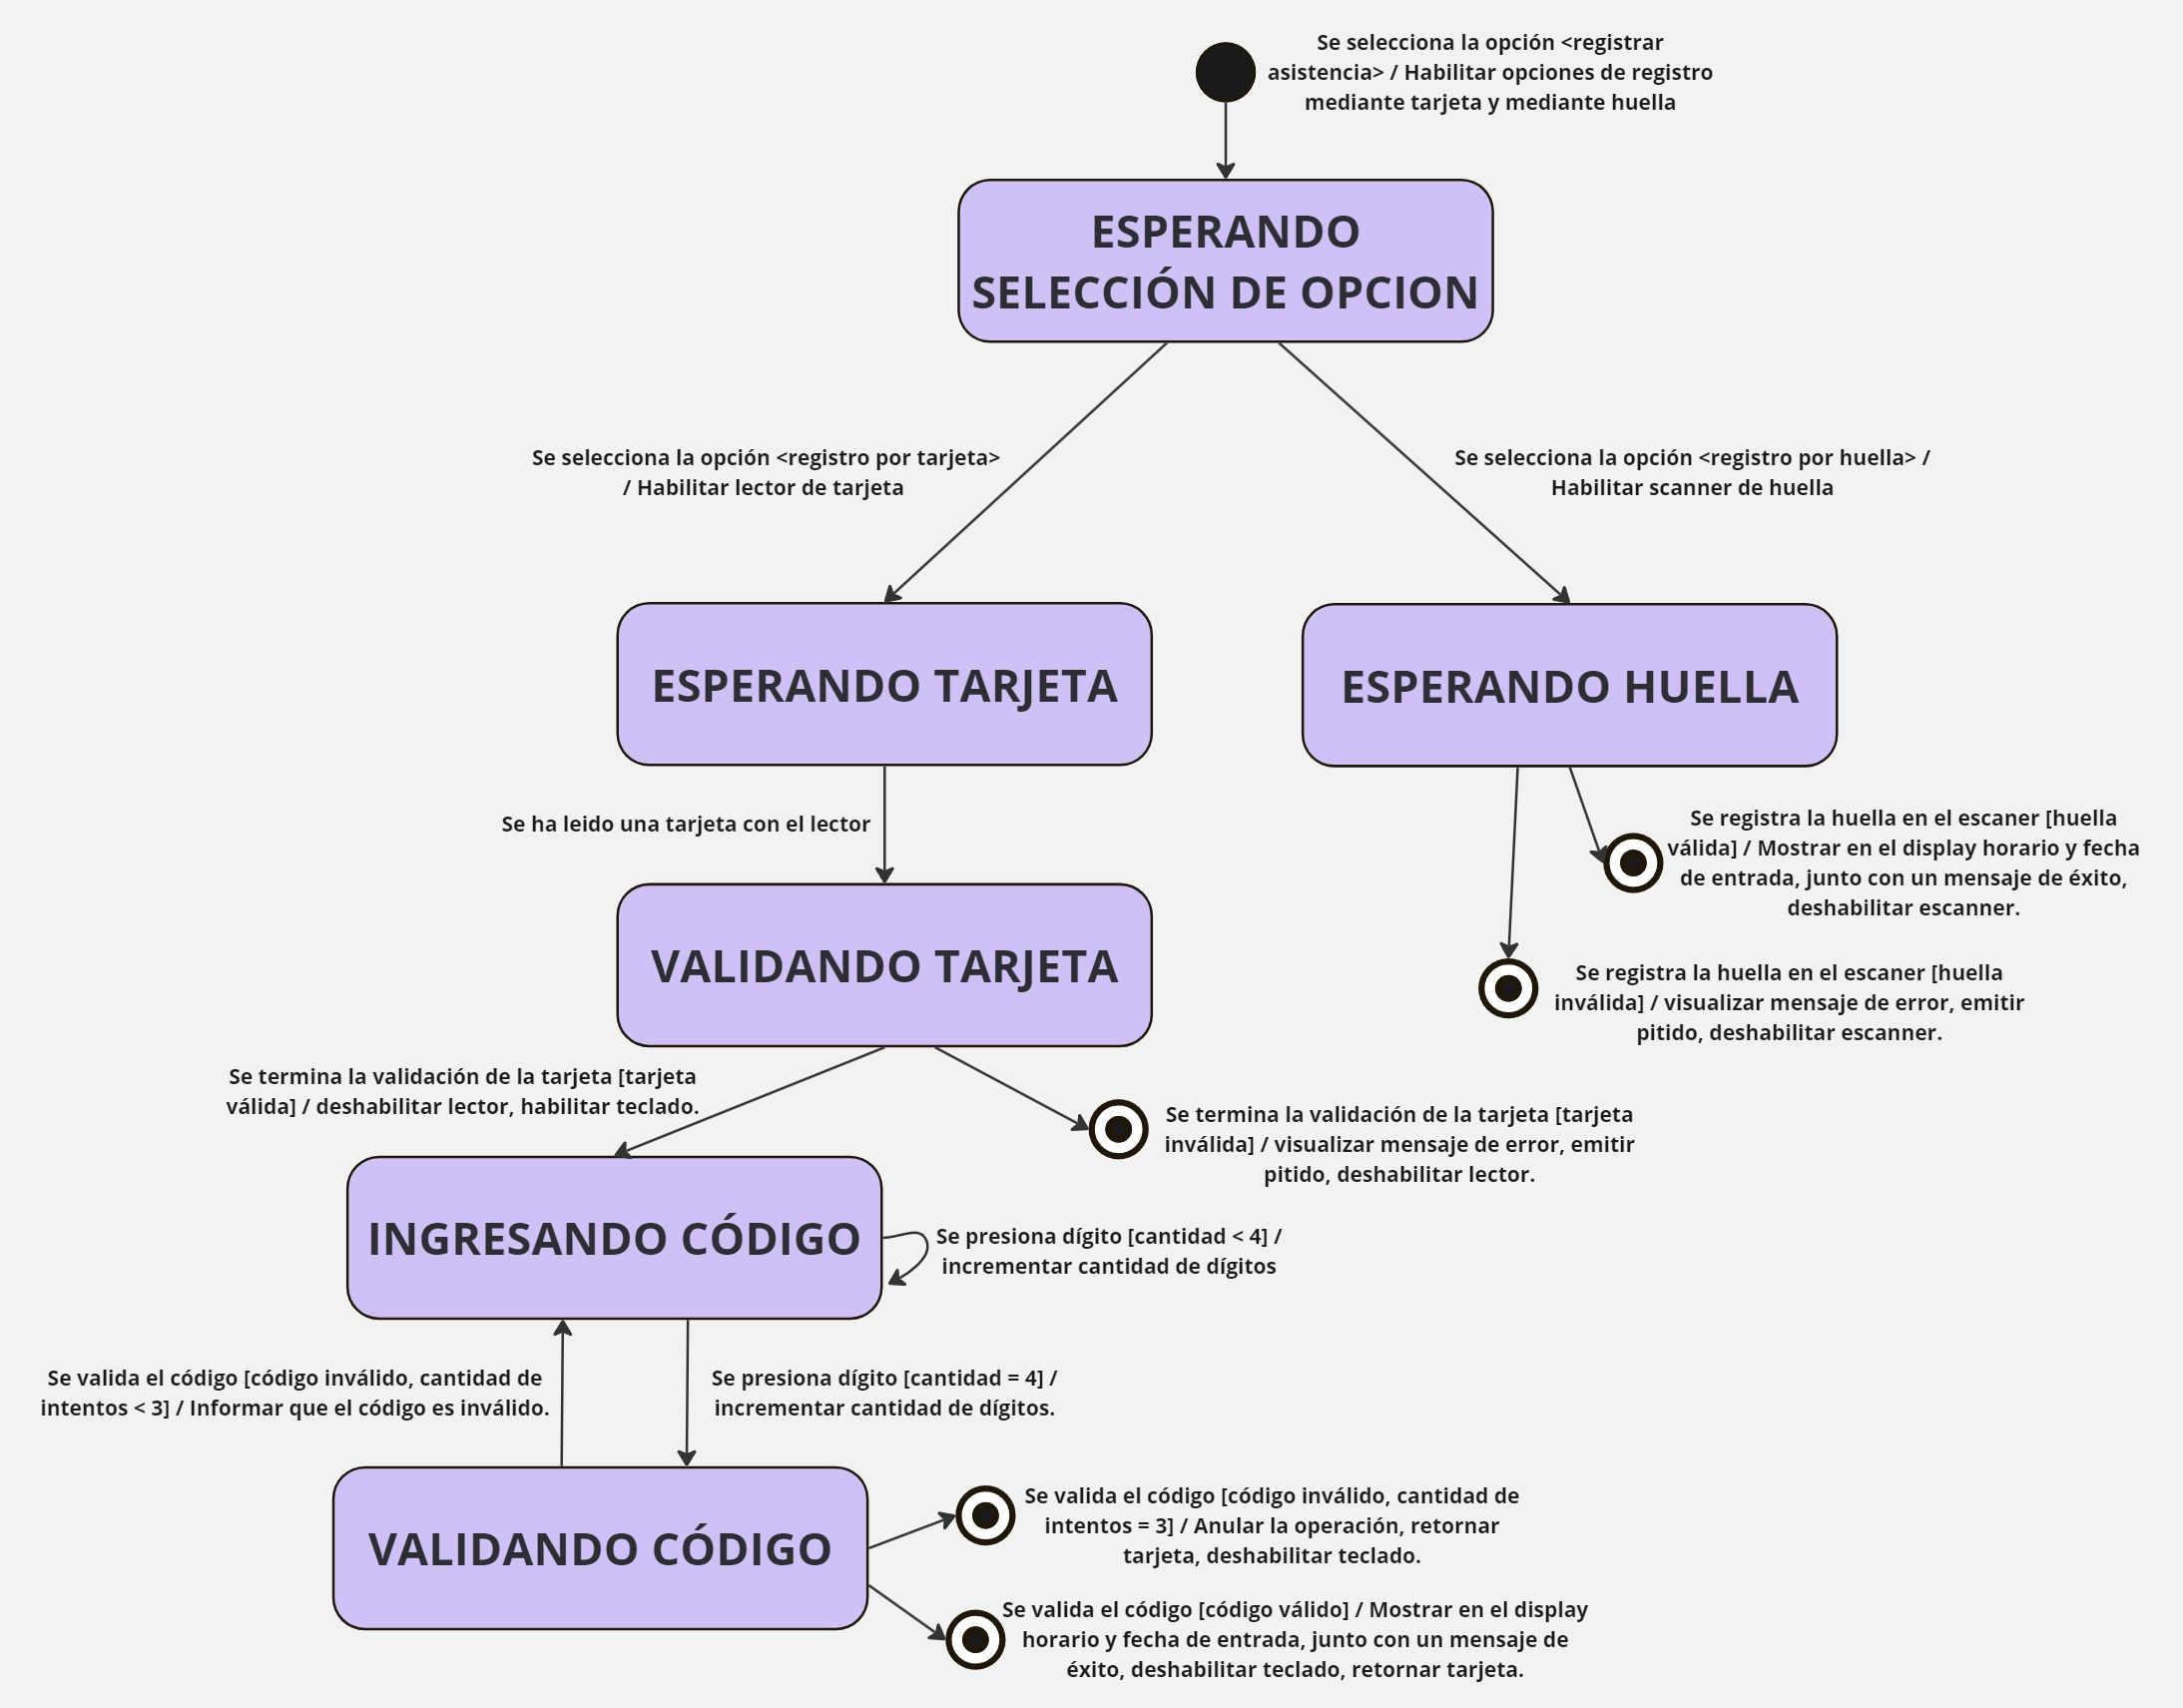 Se selecciona la opción <registrar
asistencia> / Habilitar opciones de registro
mediante tarjeta y mediante huella
ESPERANDO
SELECCIÓN DE OPCION
Se selecciona la opción <registro por tarjeta>
/ Habilitar lector de tarjeta
Se selecciona la opción <registro por huella> /
Habilitar scanner de huella
ESPERANDO TARJETA
ESPERANDO HUELLA
Se ha leido una tarjeta con el lector
Se registra la huella en el escaner [huella
válida] / Mostrar en el display horario y fecha
de entrada, junto con un mensaje de éxito,
deshabilitar escanner.
VALIDANDO TARJETA
Se registra la huella en el escaner [huella
inválida] / visualizar mensaje de error, emitir
pitido, deshabilitar escanner.
Se termina la validación de la tarjeta [tarjeta
válida] / deshabilitar lector, habilitar teclado.
Se termina la validación de la tarjeta [tarjeta
inválida] / visualizar mensaje de error, emitir
pitido, deshabilitar lector.
INGRESANDO CÓDIGO
Se presiona dígito [cantidad < 4] /
incrementar cantidad de dígitos
Se valida el código [código inválido, cantidad de
intentos < 3] / Informar que el código es inválido.
Se presiona dígito [cantidad = 4] /
incrementar cantidad de dígitos.
VALIDANDO CÓDIGO
Se valida el código [código inválido, cantidad de
intentos = 3] / Anular la operación, retornar
tarjeta, deshabilitar teclado.
Se valida el código [código válido] / Mostrar en el display
horario y fecha de entrada, junto con un mensaje de
éxito, deshabilitar teclado, retornar tarjeta.